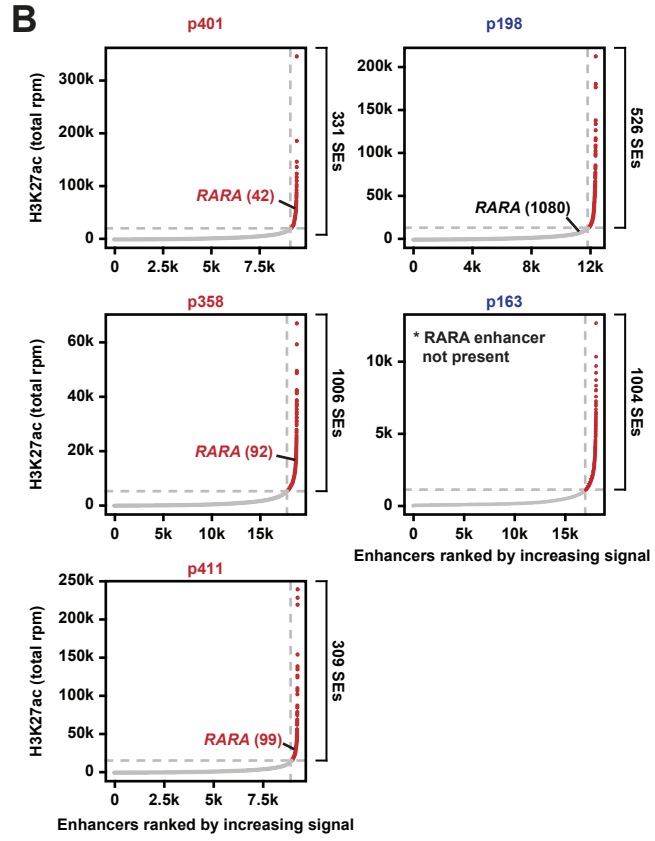 B
p401
H3K27ac (total rpm)
300k
200k
100k
0
RARA (42)
331 SEs
0 2.5k 5k 7.5k
p198
200k
150k
100k
50k
0
RARA (1080)
526 SEs
0 4k 8k 12k
p358
H3K27ac (total rpm)
60k
40k
20k
0
RARA (92)
1006 SEs
0 5k 10k 15k
p163
10k
5k
0
* RARA enhancer
not present
1004 SEs
0 5k 10k 15k
Enhancers ranked by increasing signal
p411
H3K27ac (total rpm)
250k
200k
150k
100k
50k
0
RARA (99)
309 SEs
0 2.5k 5k 7.5k
Enhancers ranked by increasing signal